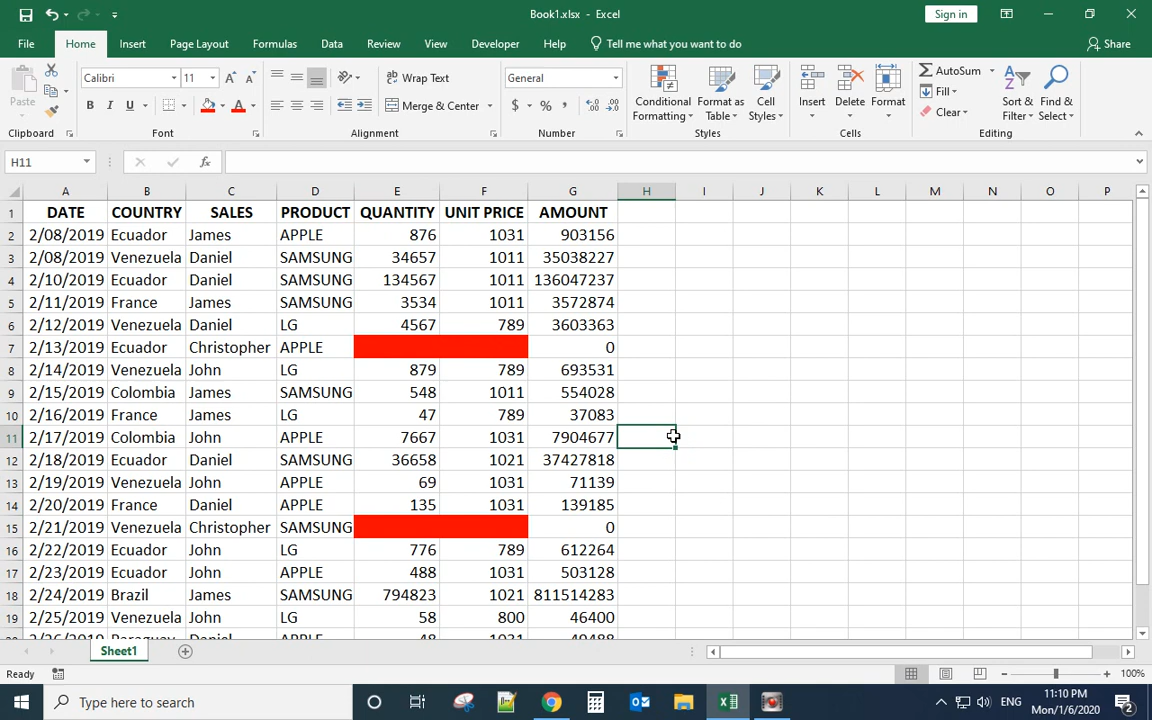 Book1.xlsx - Excel
Sign in
File Home Insert Page Layout Formulas Data Review View Developer Help Tell me what you want to do Share
Paste
Calibri 11
B I U A
Wrap Text
Merge & Center
General
$ % ,
Conditional Formatting
Format as Table
Cell Styles
Insert Delete Format
AutoSum
Fill
Clear
Sort & Filter
Find & Select
Clipboard Font Alignment Number Styles Cells Editing
H11 fx
A B C D E F G H I J K L M N O P
1 DATE COUNTRY SALES PRODUCT QUANTITY UNIT PRICE AMOUNT
2 2/08/2019 Ecuador James APPLE 876 1031 903156
3 2/08/2019 Venezuela Daniel SAMSUNG 34657 1011 35038227
4 2/10/2019 Ecuador Daniel SAMSUNG 134567 1011 136047237
5 2/11/2019 France James SAMSUNG 3534 1011 3572874
6 2/12/2019 Venezuela Daniel LG 4567 789 3603363
7 2/13/2019 Ecuador Christopher APPLE 0
8 2/14/2019 Venezuela John LG 879 789 693531
9 2/15/2019 Colombia James SAMSUNG 548 1011 554028
10 2/16/2019 France James LG 47 789 37083
11 2/17/2019 Colombia John APPLE 7667 1031 7904677
12 2/18/2019 Ecuador Daniel SAMSUNG 36658 1021 37427818
13 2/19/2019 Venezuela John APPLE 69 1031 71139
14 2/20/2019 France Daniel APPLE 135 1031 139185
15 2/21/2019 Venezuela Christopher SAMSUNG 0
16 2/22/2019 Ecuador John LG 776 789 612264
17 2/23/2019 Ecuador John APPLE 488 1031 503128
18 2/24/2019 Brazil James SAMSUNG 794823 1021 811514283
19 2/25/2019 Venezuela John LG 58 800 46400
2/26/2019 Paraguay Daniel APPLE 48 1031 49488
Sheet1
Ready 100%
Type here to search
ENG
11:10 PM
Mon/1/6/2020
2